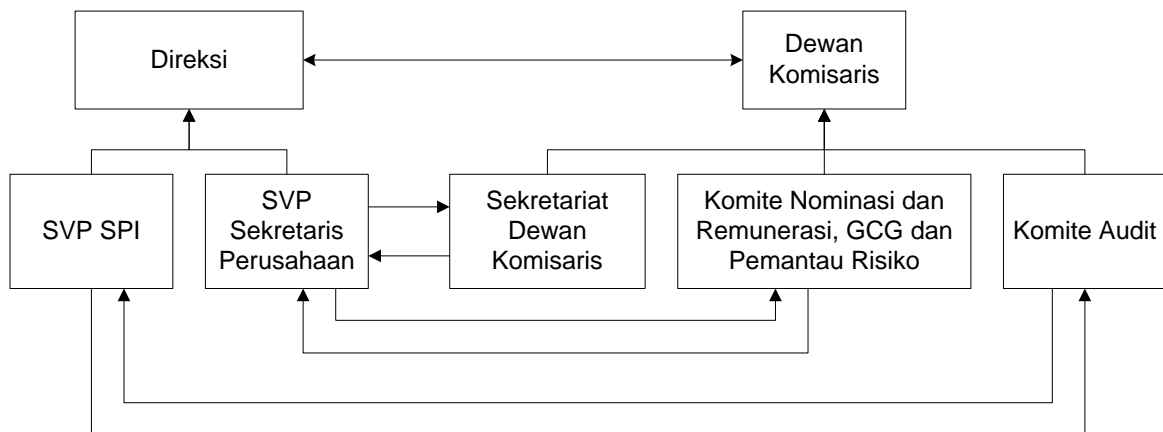 Direksi
Dewan
Komisaris
SVP SPI
SVP
Sekretaris
Perusahaan
Sekretariat
Dewan
Komisaris
Komite Nominasi dan
Remunerasi, GCG dan
Pemantau Risiko
Komite Audit